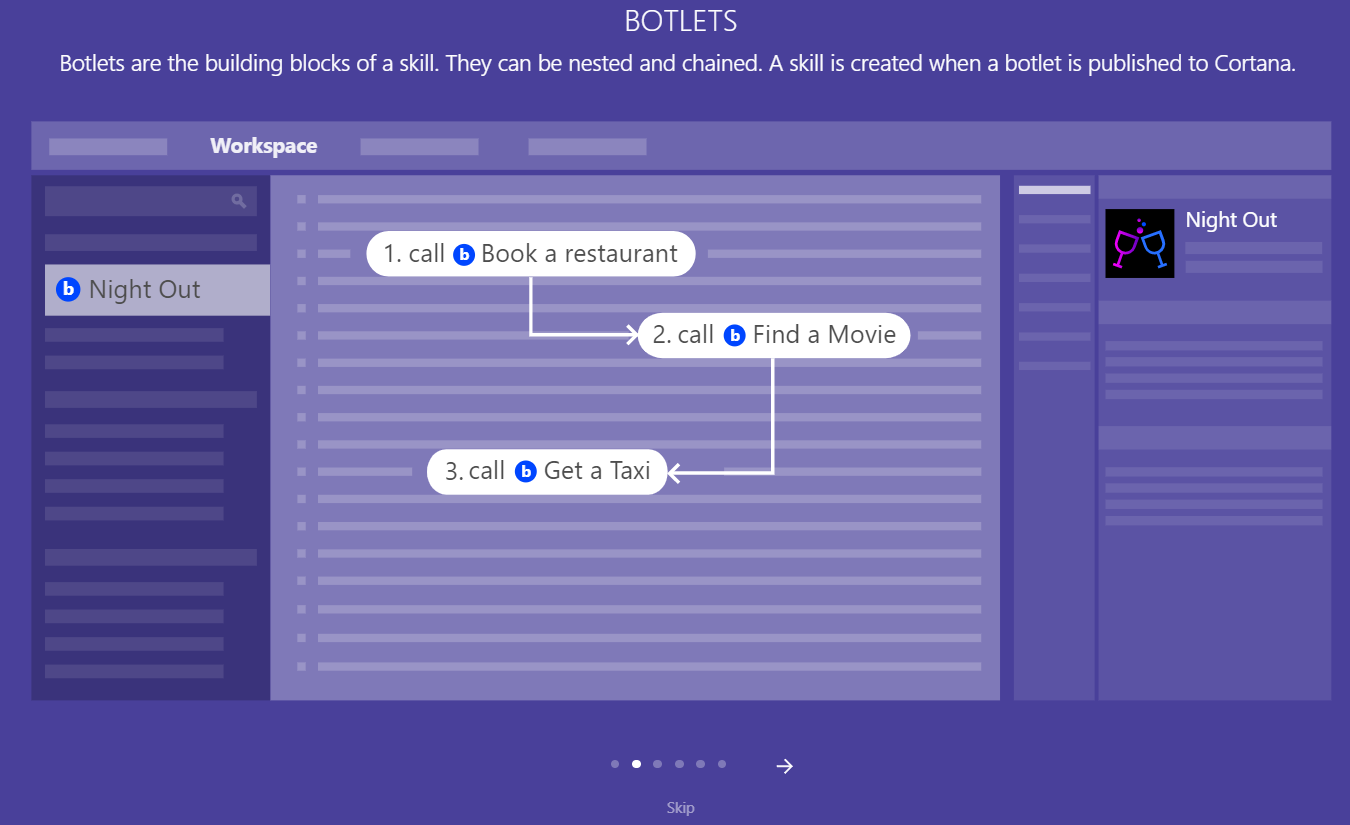 BOTLETS
Botlets are the building blocks of a skill. They can be nested and chained. A skill is created when a botlet is published to Cortana.
Workspace
b Night Out
1. call b Book a restaurant
2. call b Find a Movie
3. call b Get a Taxi
Night Out
Skip